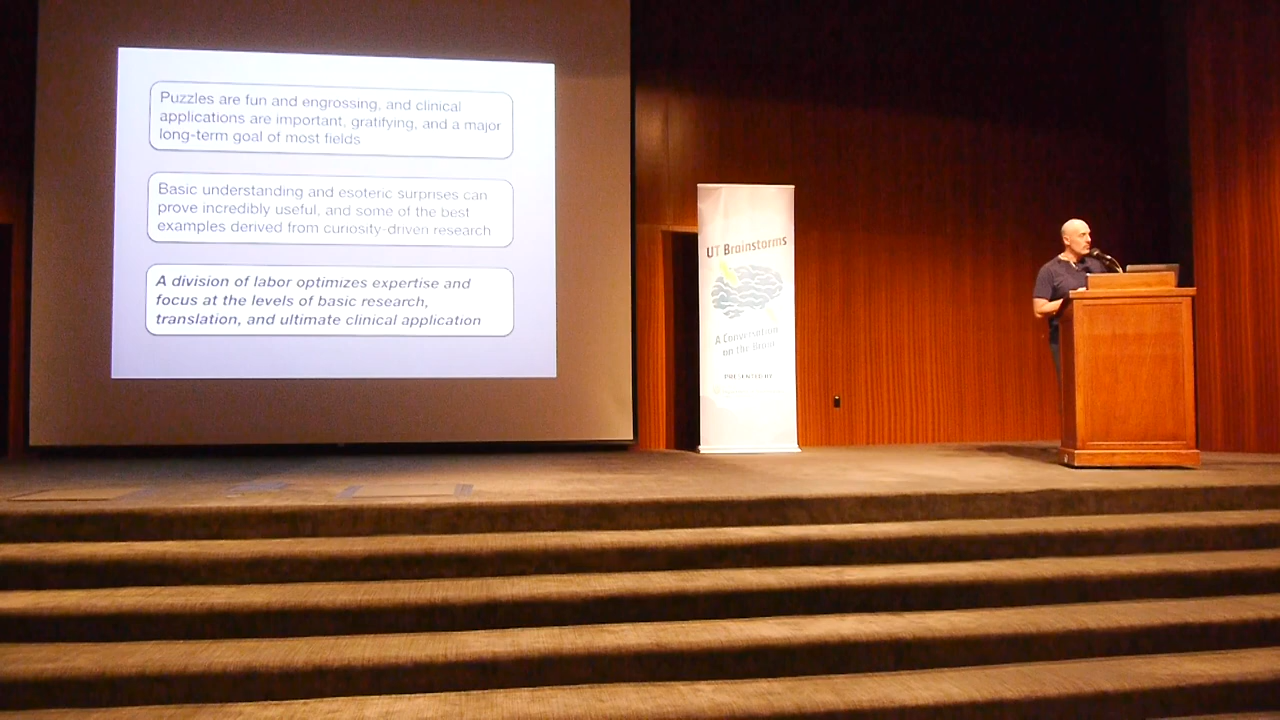 Puzzles are fun and engrossing, and clinical
applications are important, gratifying, and a major
long-term goal of most fields
Basic understanding and esoteric surprises can
prove incredibly useful, and some of the best
examples derived from curiosity-driven research
A division of labor optimizes expertise and
focus at the levels of basic research,
translation, and ultimate clinical application
UT Brainstorms
A Conversation
on the Brain
PRESENTED BY